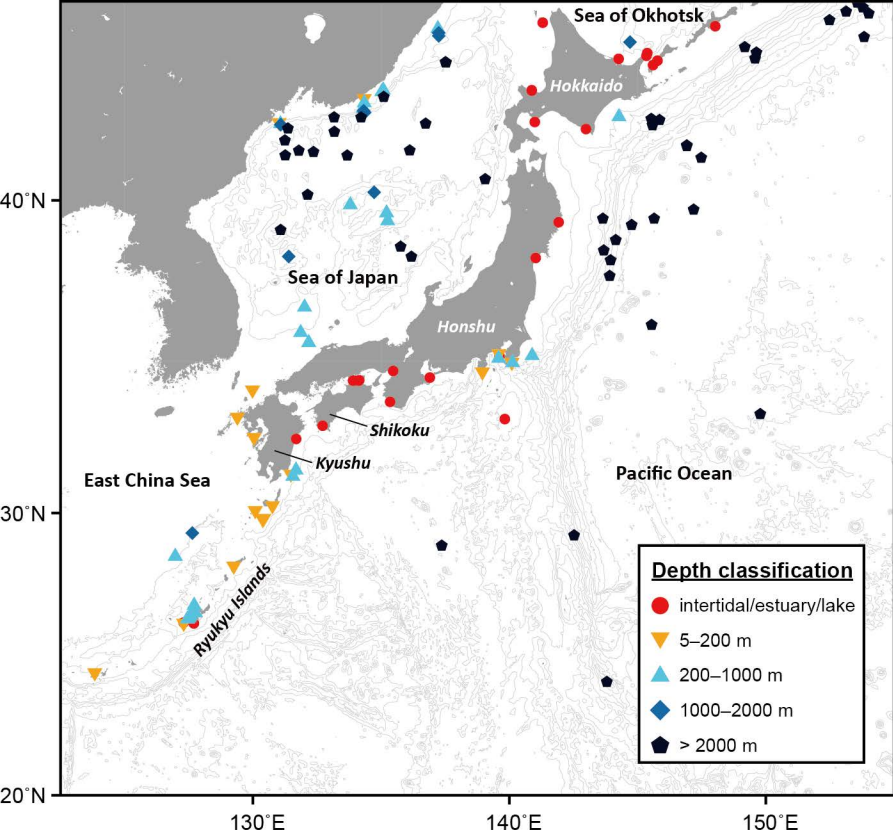 Sea of Okhotsk
Hokkaido
40°N
Sea of Japan
Honshu
Shikoku
Kyushu
East China Sea
Pacific Ocean
30°N
Ryukyu Islands
Depth classification
intertidal/estuary/lake
5–200 m
200–1000 m
1000–2000 m
> 2000 m
20°N
130°E
140°E
150°E